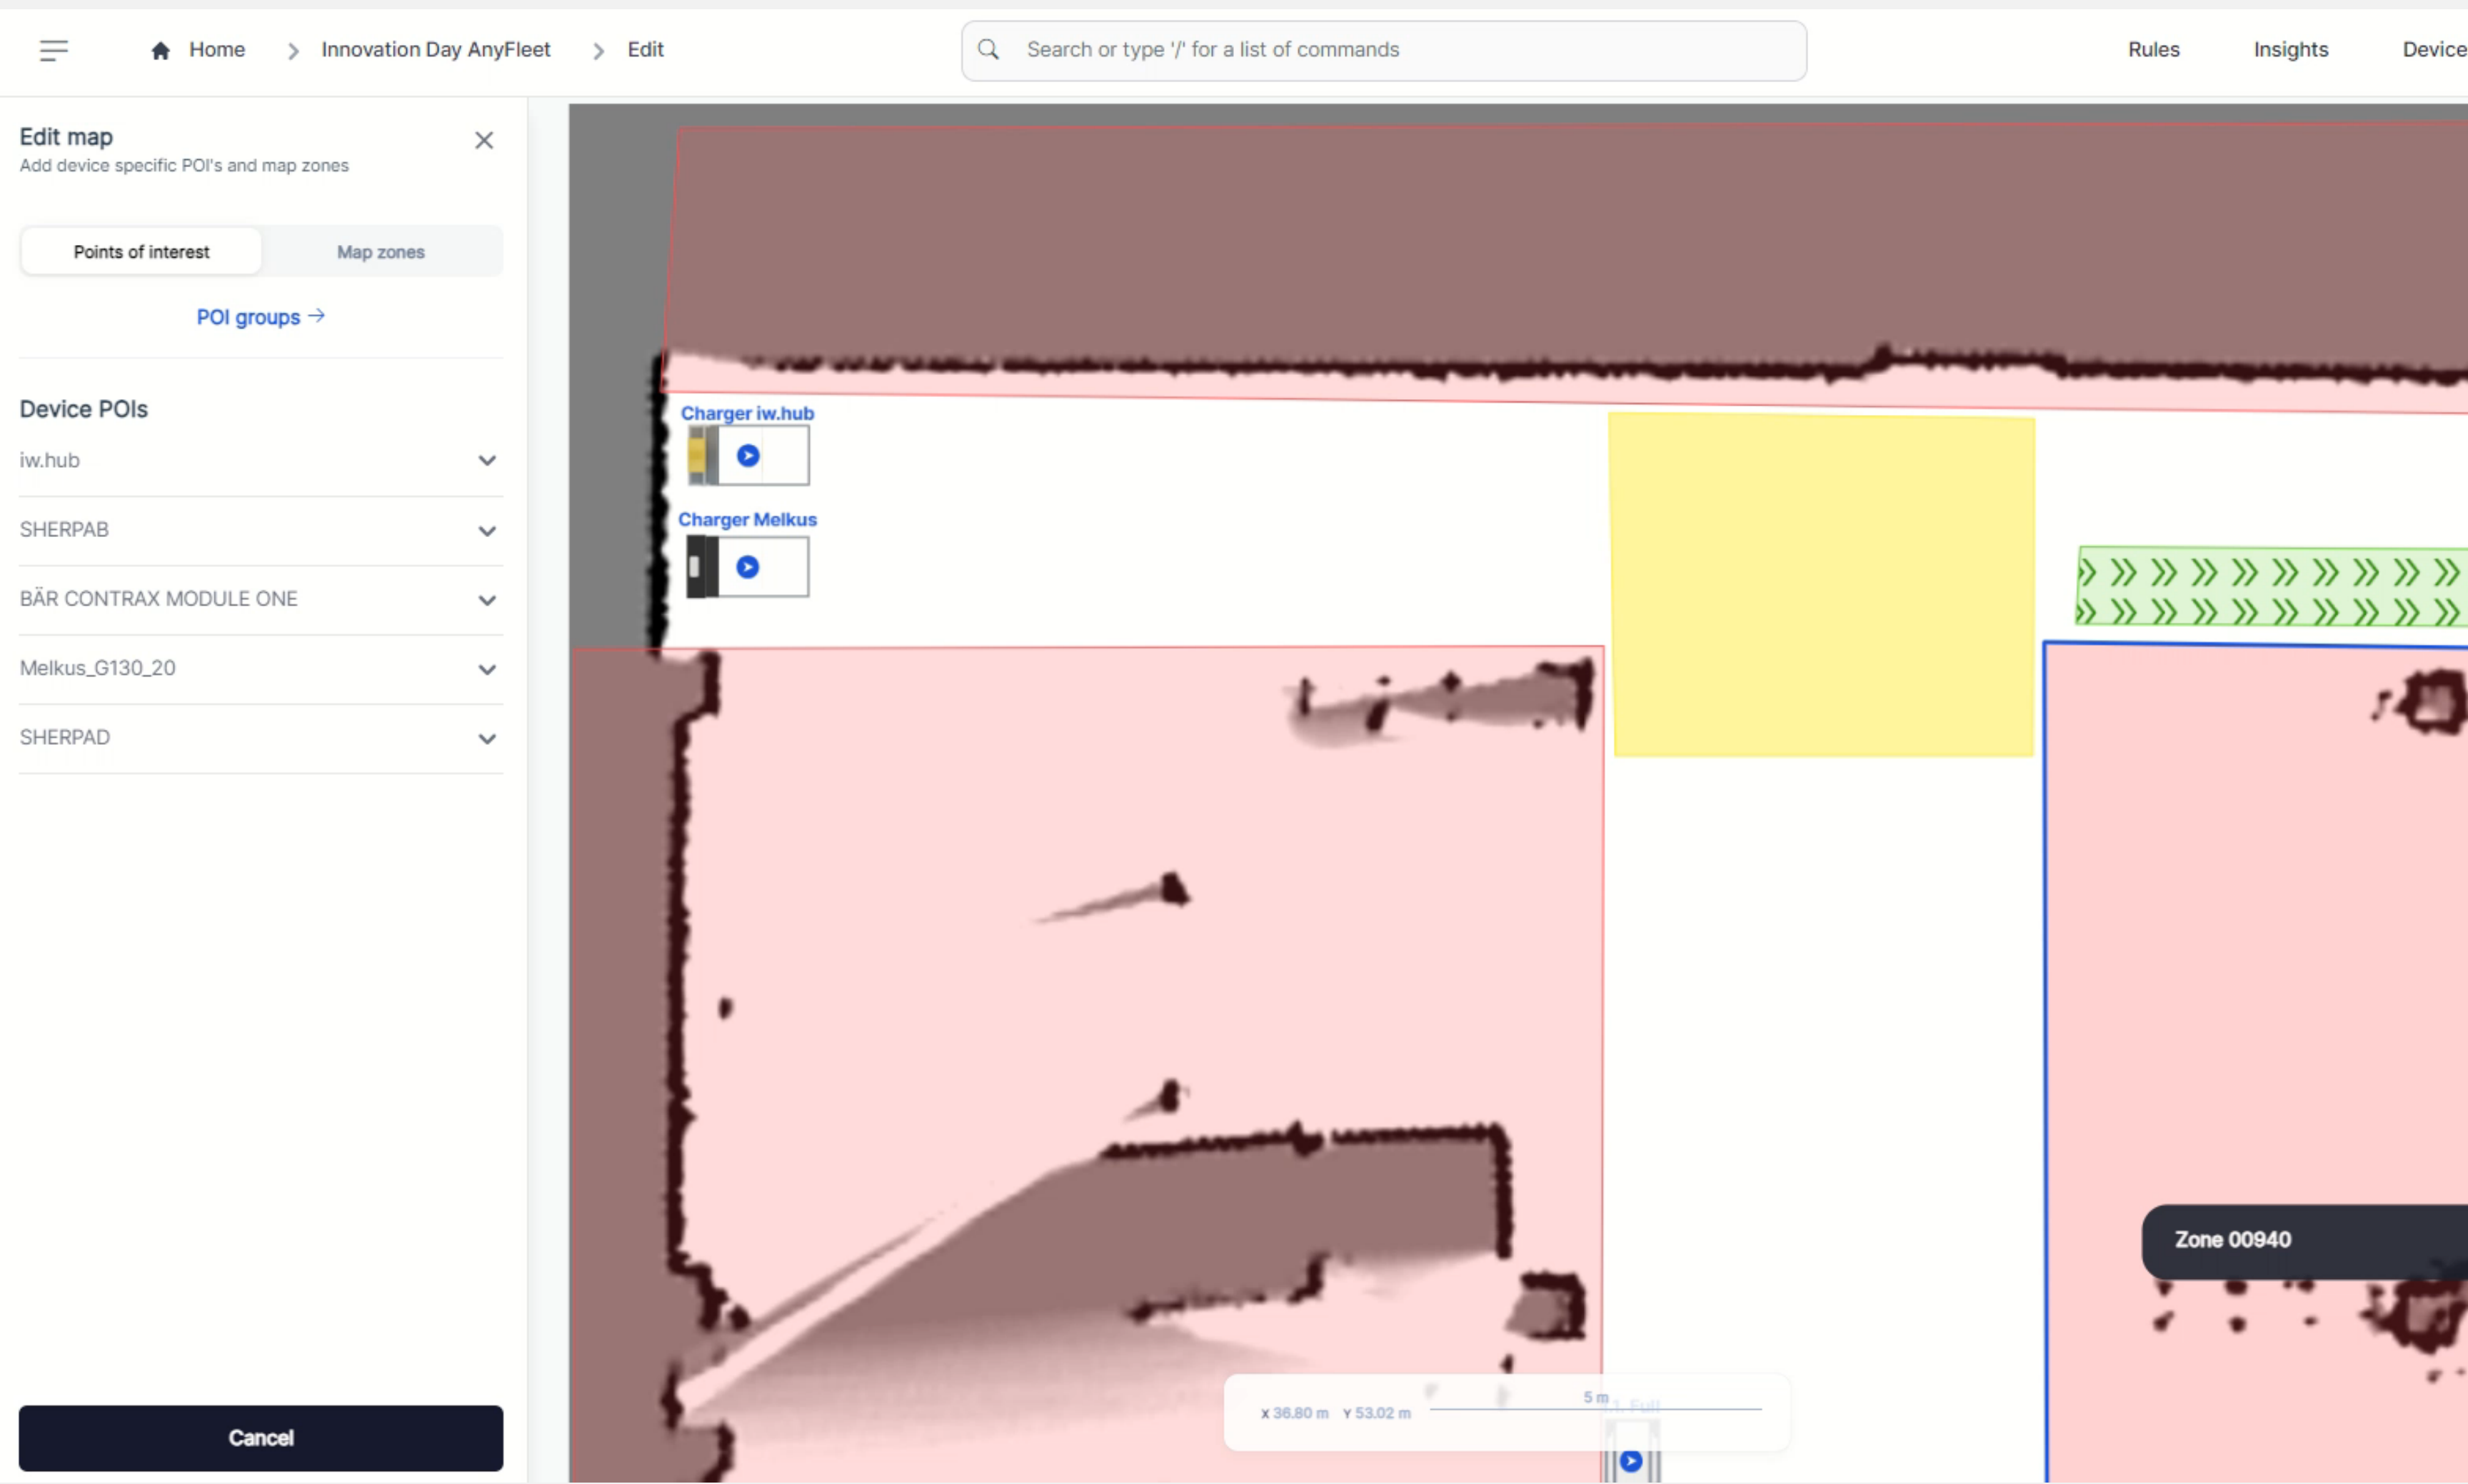 Home
Innovation Day AnyFleet
Edit
Search or type '/' for a list of commands
Rules
Insights
Device
Edit map
Add device specific POI's and map zones
Points of interest
Map zones
POI groups
Device POIs
iw.hub
SHERPAB
BÄR CONTRAX MODULE ONE
Melkus_G130_20
SHERPAD
Cancel
Charger iw.hub
Charger Melkus
Zone 00940
5 m
X 36.80 m Y 53.02 m